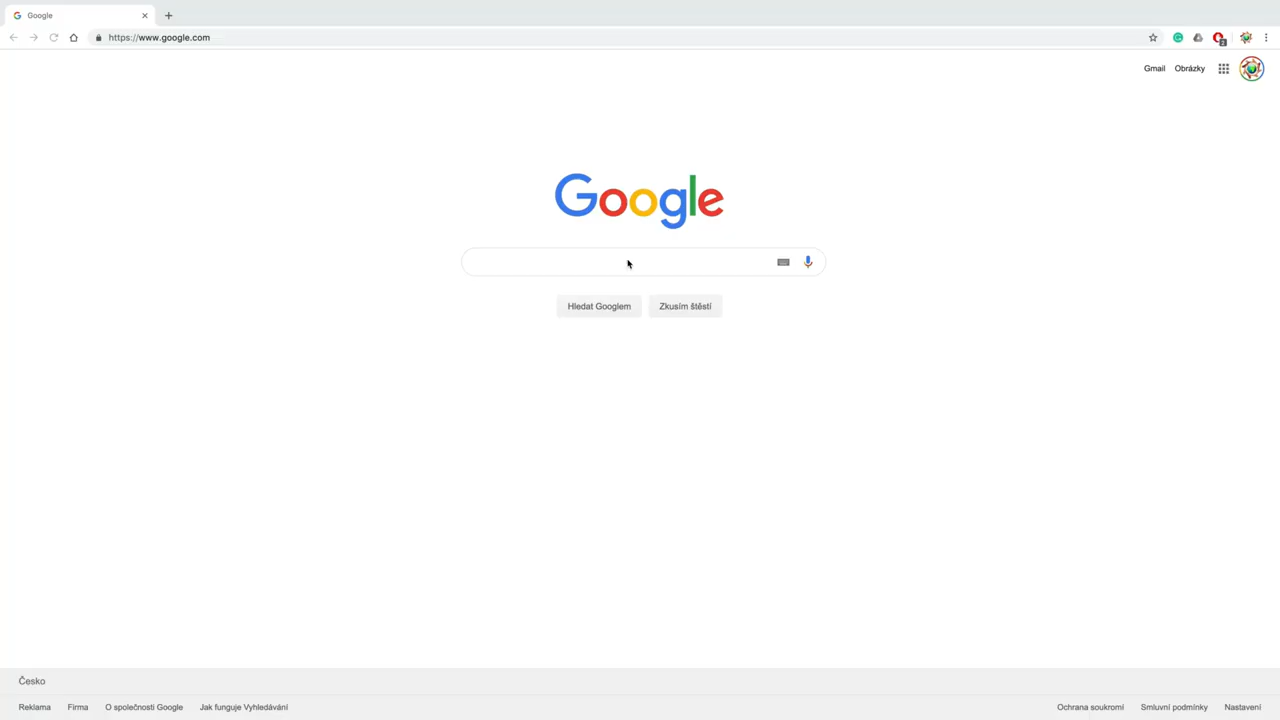 Google
https://www.google.com
2
Gmail Obrázky
Google
Hledat Googlem Zkusím štěstí
Česko
Reklama Firma O společnosti Google Jak funguje Vyhledávání Ochrana soukromí Smluvní podmínky Nastavení